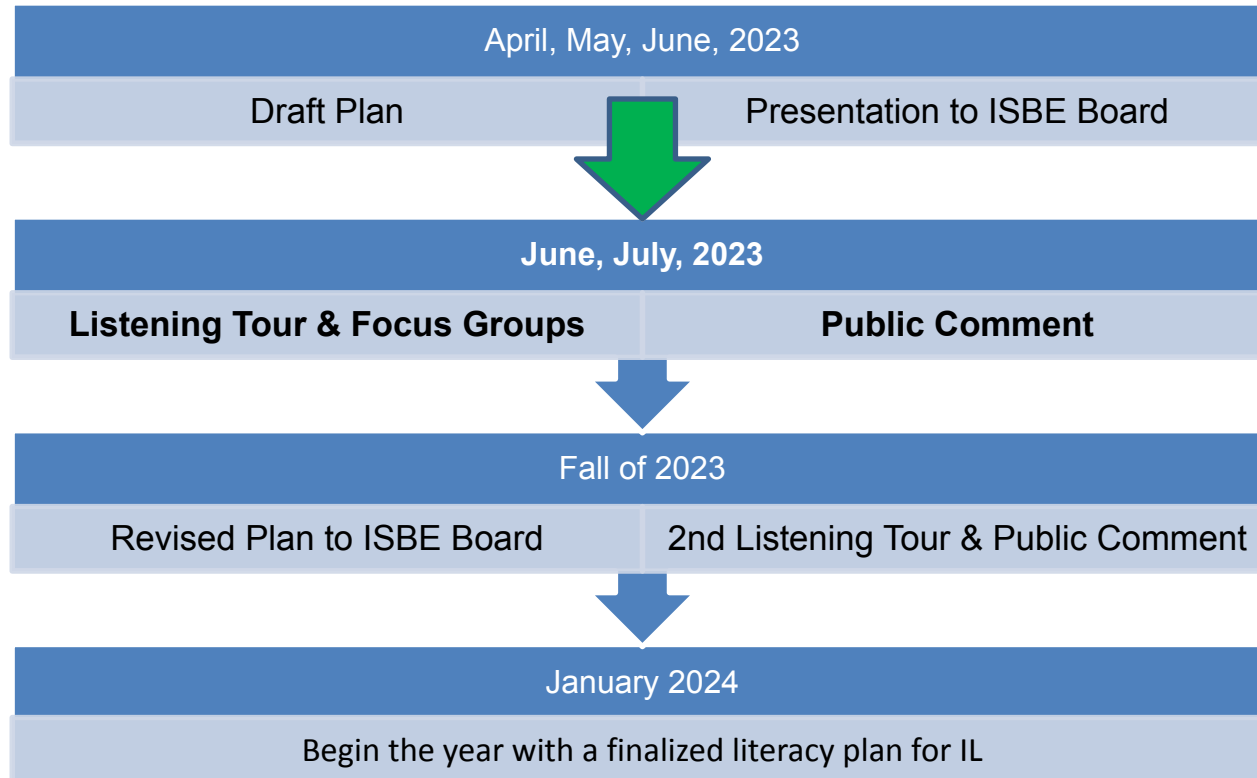 April, May, June, 2023
Draft Plan
Presentation to ISBE Board
June, July, 2023
Listening Tour & Focus Groups
Public Comment
Fall of 2023
Revised Plan to ISBE Board
2nd Listening Tour & Public Comment
January 2024
Begin the year with a finalized literacy plan for IL